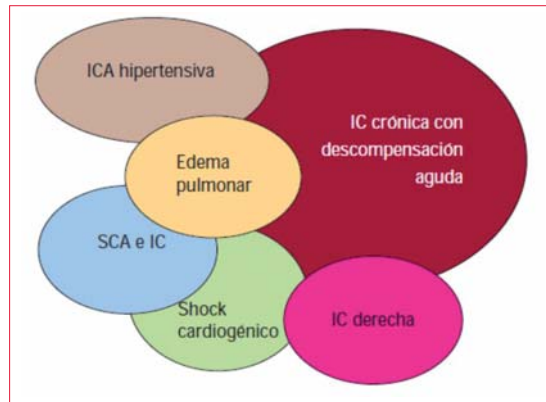 ICA hipertensiva
IC crónica con
descompensación
aguda
Edema
pulmonar
SCA e IC
Shock
cardiogénico
IC derecha